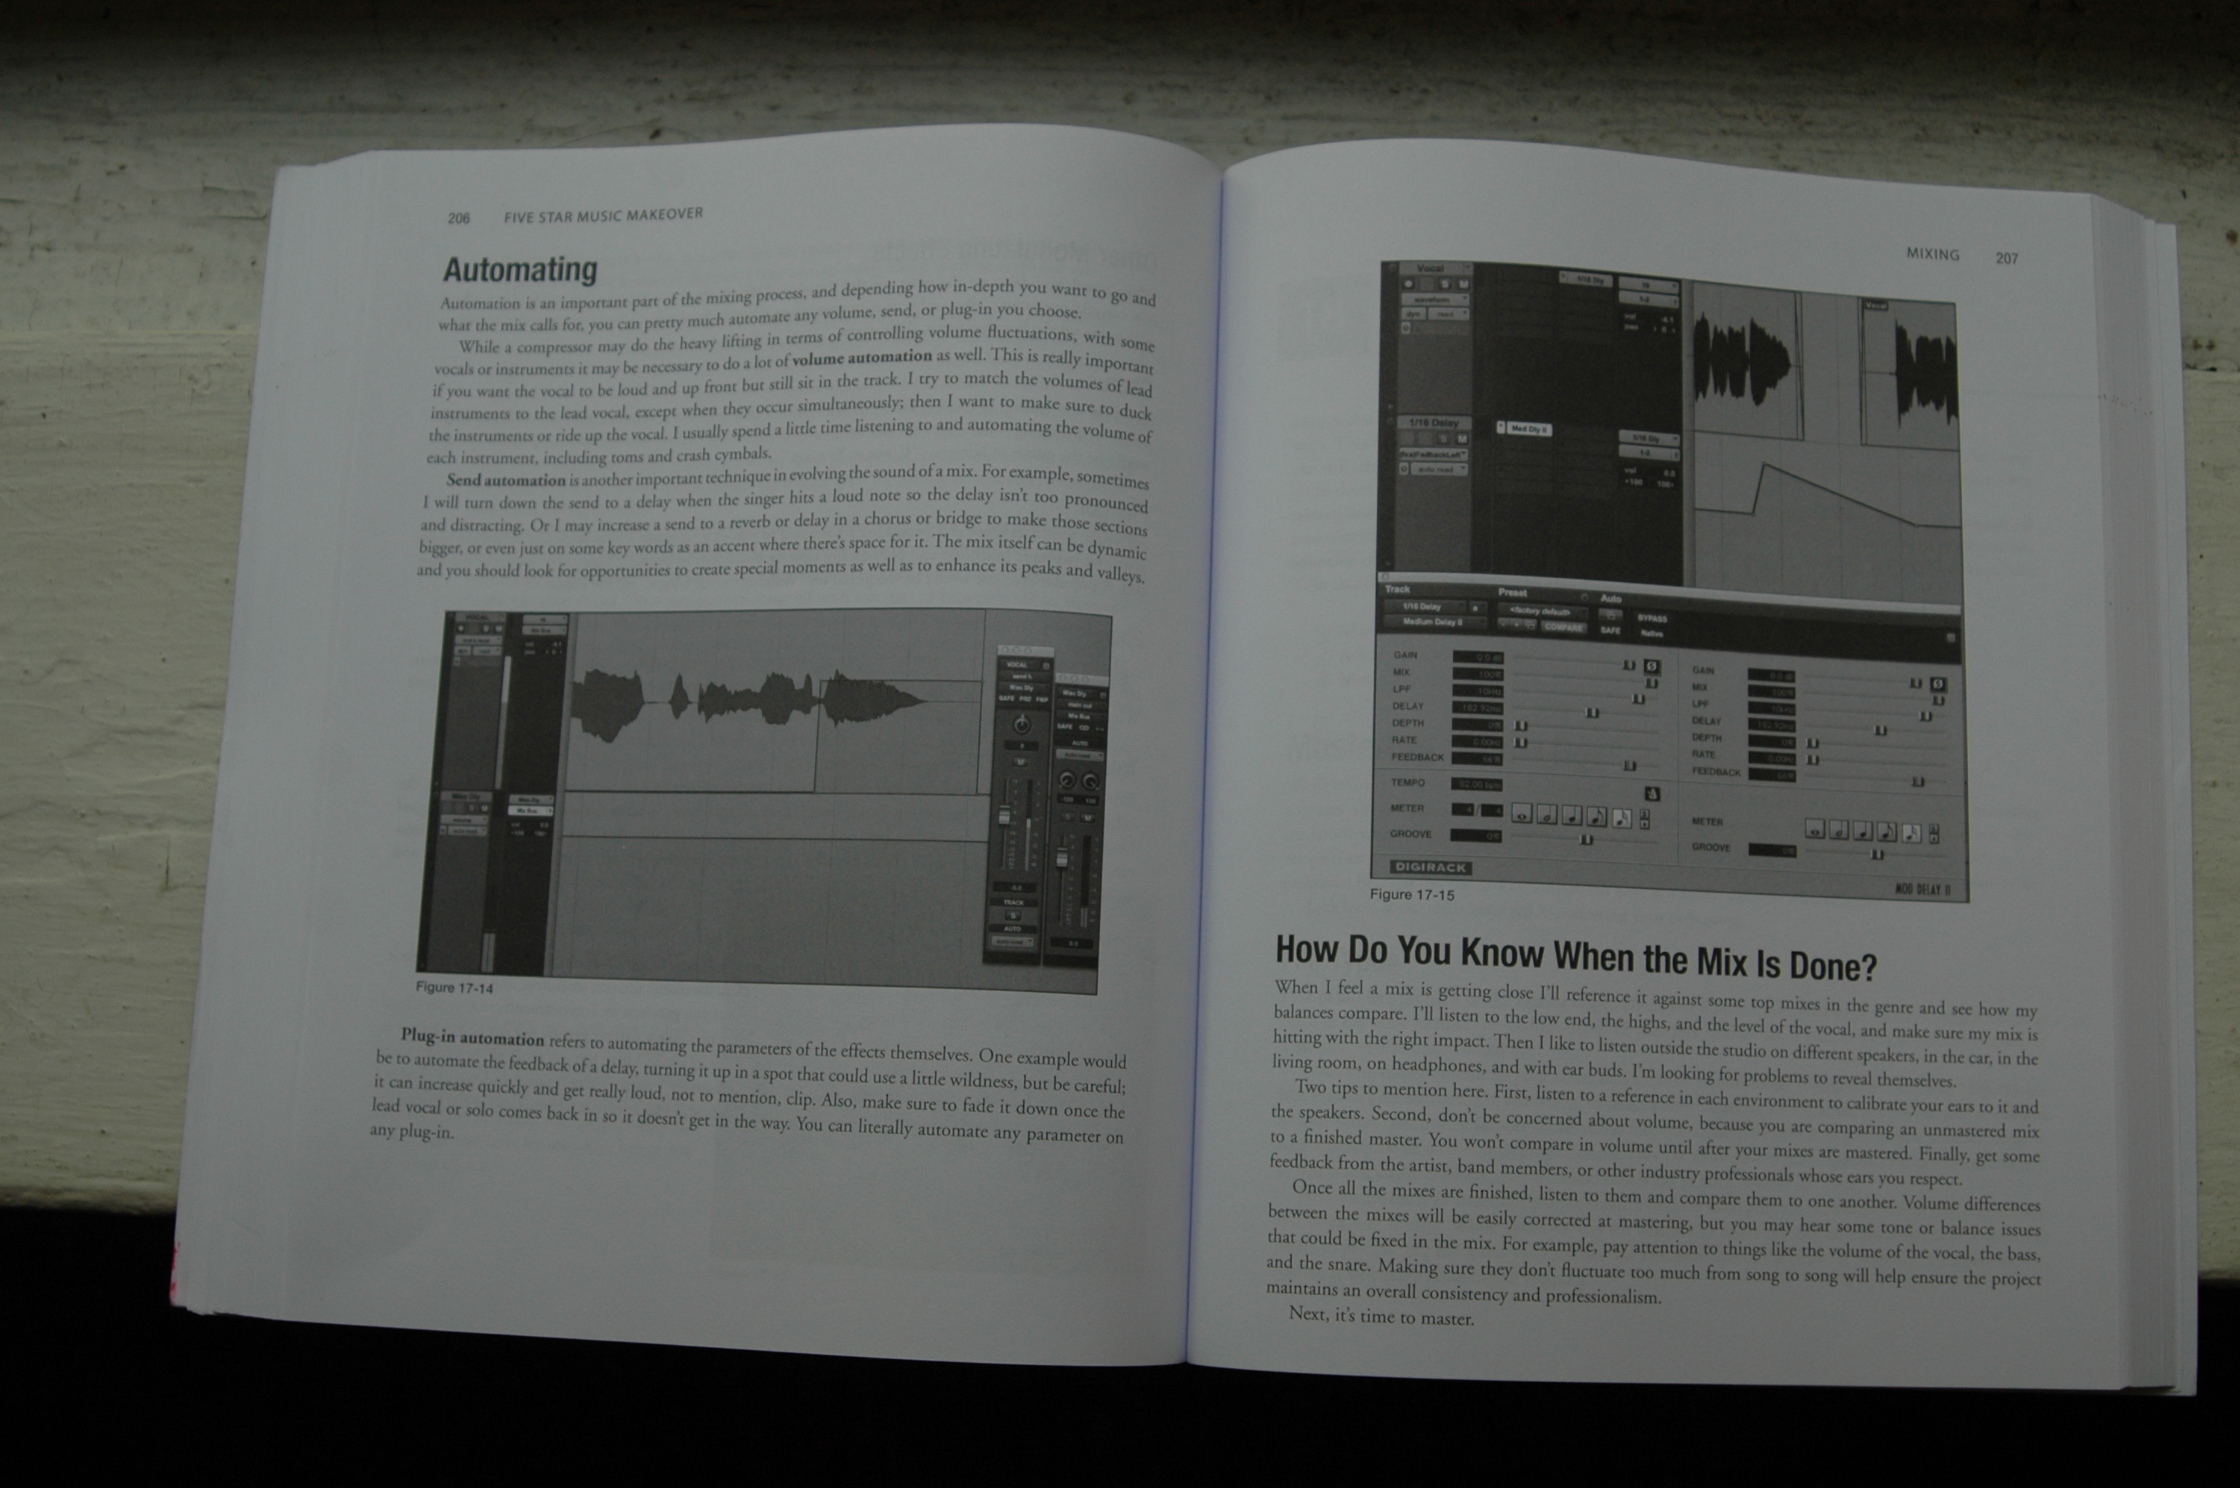 206 FIVE STAR MUSIC MAKEOVER
Automating
Automation is an important part of the mixing process, and depending how in-depth you want to go and
what the mix calls for, you can pretty much automate any volume, send, or plug-in you choose.
While a compressor may do the heavy lifting in terms of controlling volume fluctuations, with some
vocals or instruments it may be necessary to do a lot of volume automation as well. This is really important
if you want the vocal to be loud and up front but still sit in the track. I try to match the volumes of lead
instruments to the lead vocal, except when they occur simultaneously; then I want to make sure to duck
the instruments or ride up the vocal. I usually spend a little time listening to and automating the volume of
each instrument, including toms and crash cymbals.
Send automation is another important technique in evolving the sound of a mix. For example, sometimes
I will turn down the send to a delay when the singer hits a loud note so the delay isn't too pronounced
and distracting. Or I may increase a send to a reverb or delay in a chorus or bridge to make those sections
bigger, or even just on some key words as an accent where there's space for it. The mix itself can be dynamic
and you should look for opportunities to create special moments as well as to enhance its peaks and valleys.
VOCAL
VOCAL
SAFE PRE FMP
AUTO
TRACK
AUTO
Figure 17-14
Plug-in automation refers to automating the parameters of the effects themselves. One example would
be to automate the feedback of a delay, turning it up in a spot that could use a little wildness, but be careful;
it can increase quickly and get really loud, not to mention, clip. Also, make sure to fade it down once the
lead vocal or solo comes back in so it doesn't get in the way. You can literally automate any parameter on
any plug-in.
MIXING 207
Vocal
1/16 Dly
Vocal
waveform
dyn read
1/16 Delay
Med Dly II
1/16 Dly
auto read
Track Preset Auto
1/16 Delay <factory default> BYPASS
Medium Delay II COMPARE SAFE Native
GAIN GAIN
MIX 100% MIX
LPF LPF
DELAY DELAY
DEPTH DEPTH
RATE RATE
FEEDBACK FEEDBACK
TEMPO
METER METER
GROOVE GROOVE
DIGIRACK
MOD DELAY II
Figure 17-15
How Do You Know When the Mix Is Done?
When I feel a mix is getting close I'll reference it against some top mixes in the genre and see how my
balances compare. I'll listen to the low end, the highs, and the level of the vocal, and make sure my mix is
hitting with the right impact. Then I like to listen outside the studio on different speakers, in the car, in the
living room, on headphones, and with ear buds. I'm looking for problems to reveal themselves.
Two tips to mention here. First, listen to a reference in each environment to calibrate your ears to it and
the speakers. Second, don't be concerned about volume, because you are comparing an unmastered mix
to a finished master. You won't compare in volume until after your mixes are mastered. Finally, get some
feedback from the artist, band members, or other industry professionals whose ears you respect.
Once all the mixes are finished, listen to them and compare them to one another. Volume differences
between the mixes will be easily corrected at mastering, but you may hear some tone or balance issues
that could be fixed in the mix. For example, pay attention to things like the volume of the vocal, the bass,
and the snare. Making sure they don't fluctuate too much from song to song will help ensure the project
maintains an overall consistency and professionalism.
Next, it's time to master.